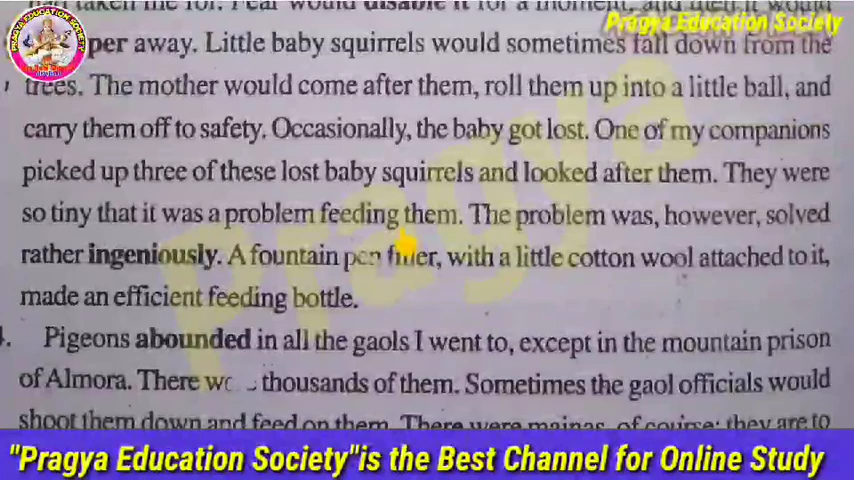 PRAGYA EDUCATION SOCIETY
Pragya Education Society
taken me for. Fear would disable it for a moment, and then it would
per away. Little baby squirrels would sometimes fall down from the
trees. The mother would come after them, roll them up into a little ball, and
carry them off to safety. Occasionally, the baby got lost. One of my companions
picked up three of these lost baby squirrels and looked after them. They were
so tiny that it was a problem feeding them. The problem was, however, solved
rather ingeniously. A fountain pen filler, with a little cotton wool attached to it,
made an efficient feeding bottle.
4. Pigeons abounded in all the gaols I went to, except in the mountain prison
of Almora. There thousands of them. Sometimes the gaol officials would
shoot them down and feed on them. There were mainas, of course; they are to
Pragya
"Pragya Education Society"is the Best Channel for Online Study